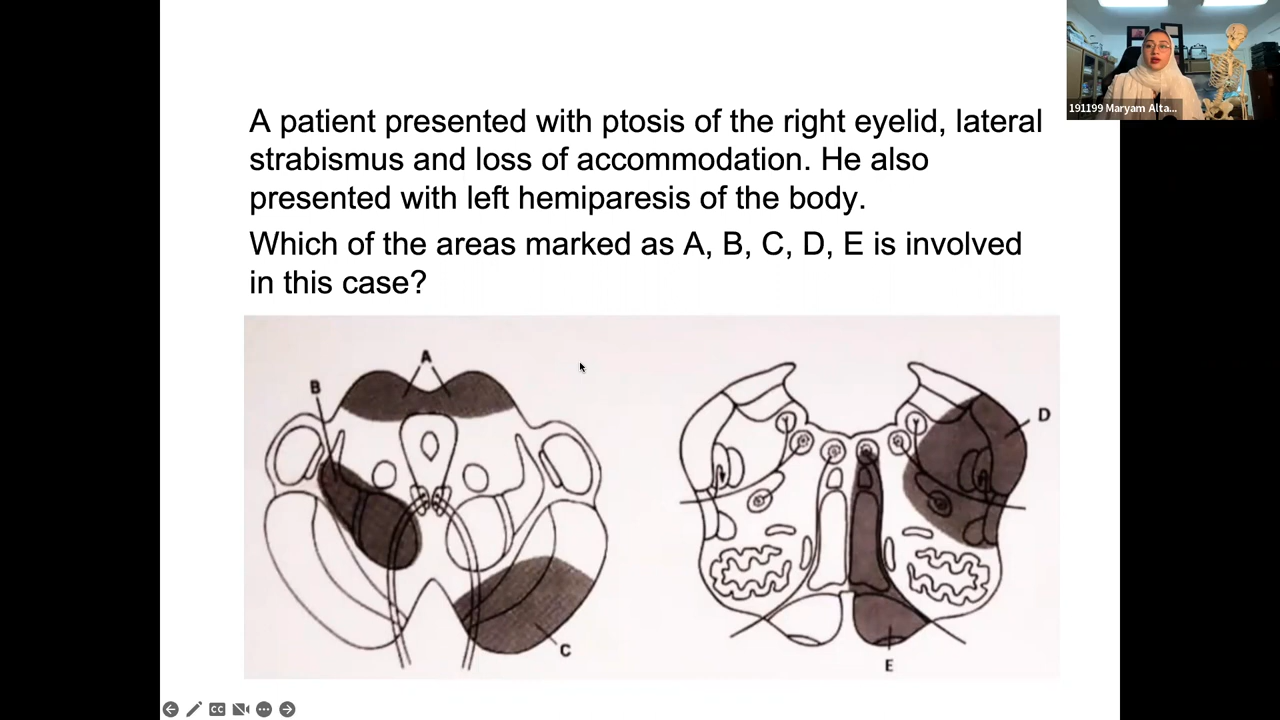 191199 Maryam Alta...
A patient presented with ptosis of the right eyelid, lateral
strabismus and loss of accommodation. He also
presented with left hemiparesis of the body.
Which of the areas marked as A, B, C, D, E is involved
in this case?
A
B
C
D
E
CC